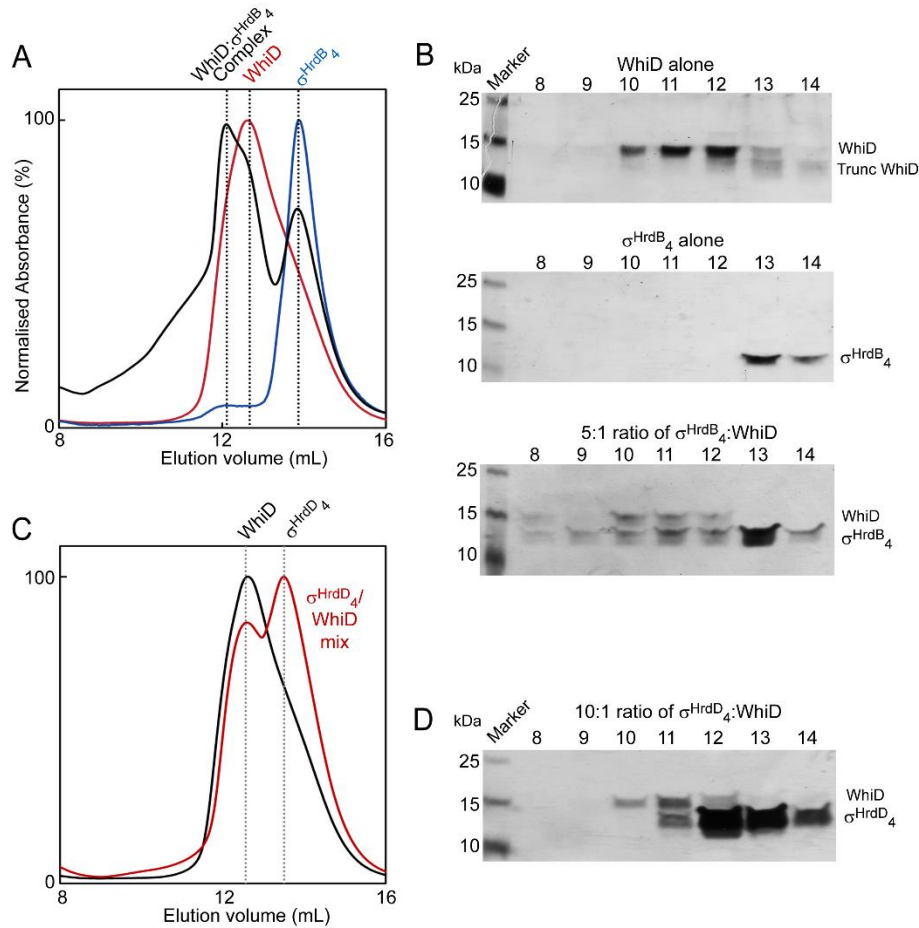 A
WhiD:σHrdB4
Complex
WhiD
σHrdB4
Normalised Absorbance (%)
100
0
8 12 16
Elution volume (mL)
B
kDa
Marker
WhiD alone
8 9 10 11 12 13 14
25
15
10
WhiD
Trunc WhiD
σHrdB4 alone
8 9 10 11 12 13 14
25
15
10
σHrdB4
5:1 ratio of σHrdB4:WhiD
8 9 10 11 12 13 14
25
15
10
WhiD
σHrdB4
C
WhiD
σHrdD4
100
σHrdD4/
WhiD
mix
0
8 12 16
Elution volume (mL)
D
kDa
Marker
10:1 ratio of σHrdD4:WhiD
8 9 10 11 12 13 14
25
15
10
WhiD
σHrdD4